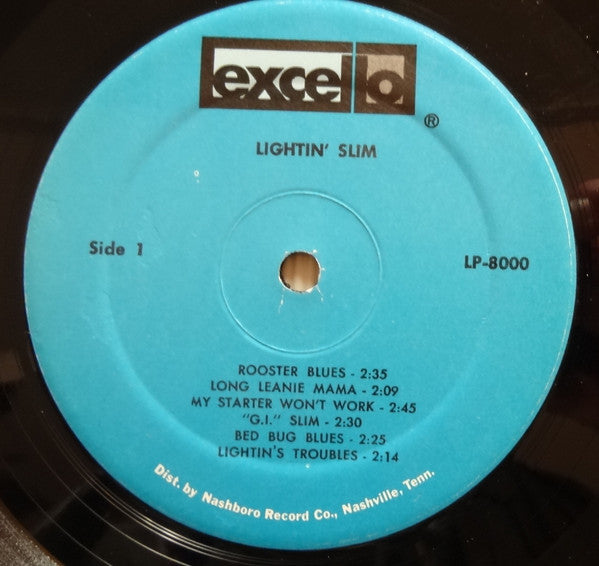 excello
®
LIGHTIN' SLIM
Side 1
LP-8000
ROOSTER BLUES - 2:35
LONG LEANIE MAMA - 2:09
MY STARTER WON'T WORK - 2:45
"G.I." SLIM - 2:30
BED BUG BLUES - 2:25
LIGHTIN'S TROUBLES - 2:14
Dist. by Nashboro Record Co., Nashville, Tenn.